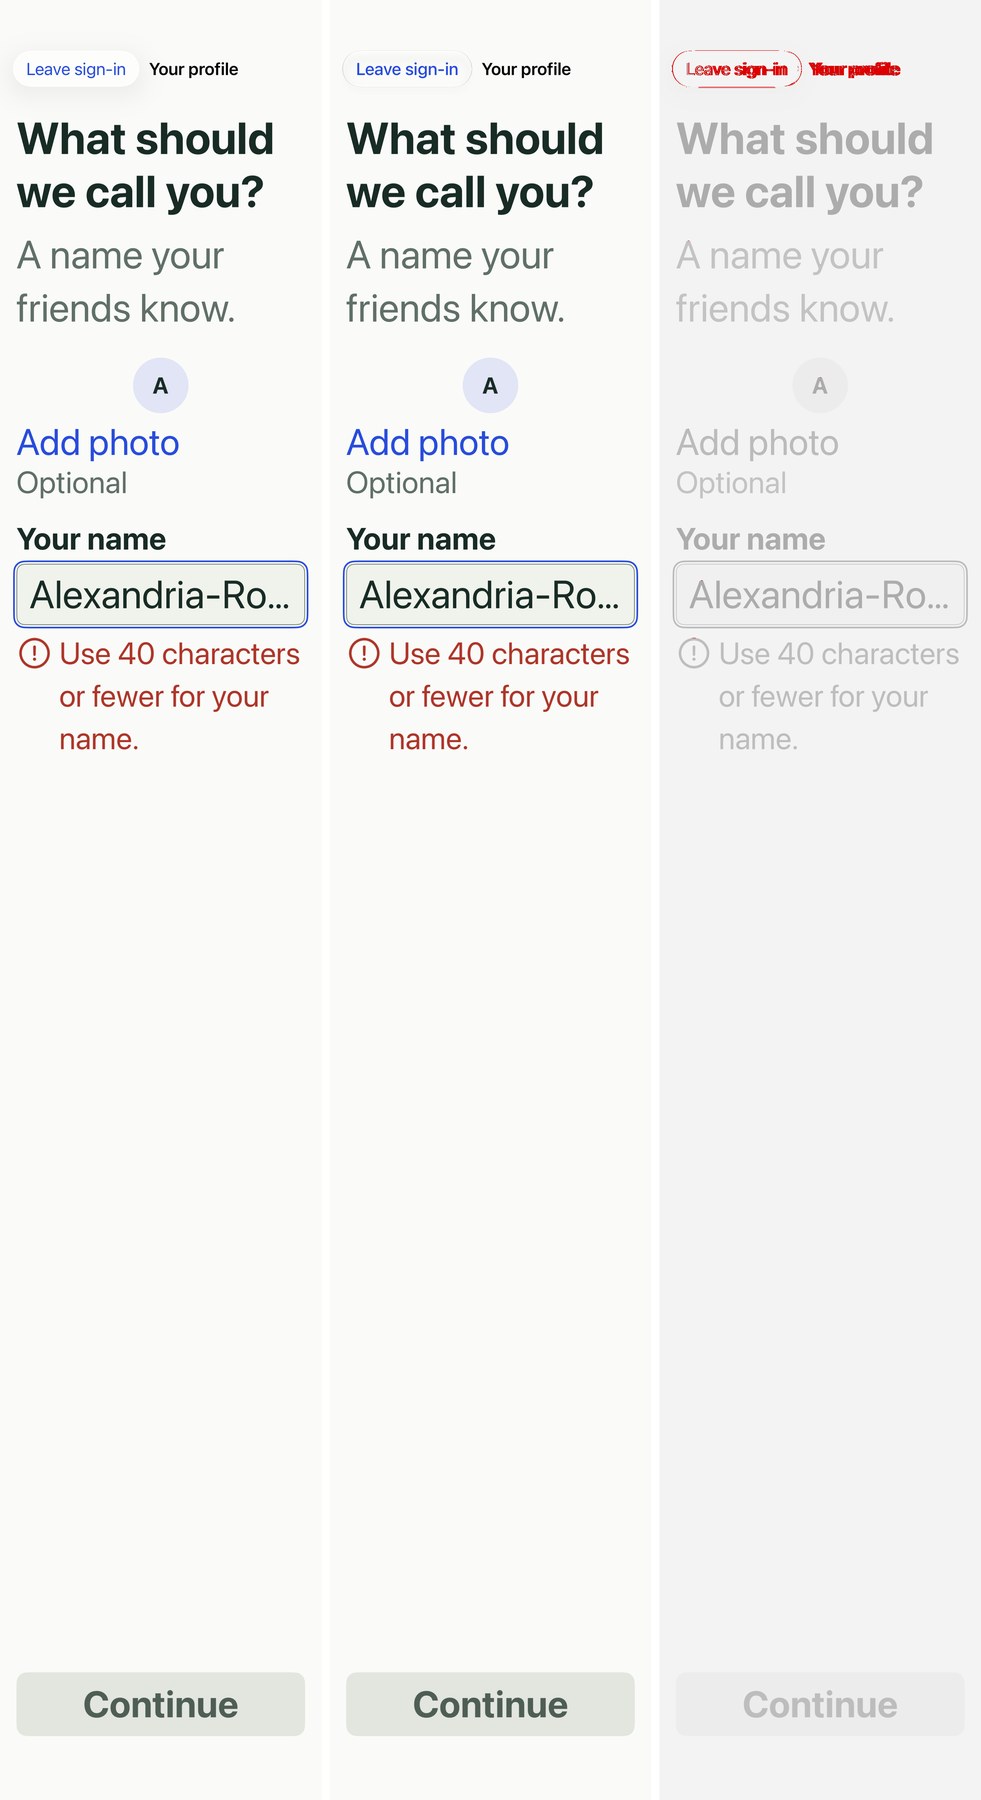 Leave sign-in Your profile
What should
we call you?
A name your
friends know.
A
Add photo
Optional
Your name
Alexandria-Ro...
Use 40 characters
or fewer for your
name.
Continue
Leave sign-in Your profile
What should
we call you?
A name your
friends know.
A
Add photo
Optional
Your name
Alexandria-Ro...
Use 40 characters
or fewer for your
name.
Continue
Leave sign-in Your profile
What should
we call you?
A name your
friends know.
A
Add photo
Optional
Your name
Alexandria-Ro...
Use 40 characters
or fewer for your
name.
Continue